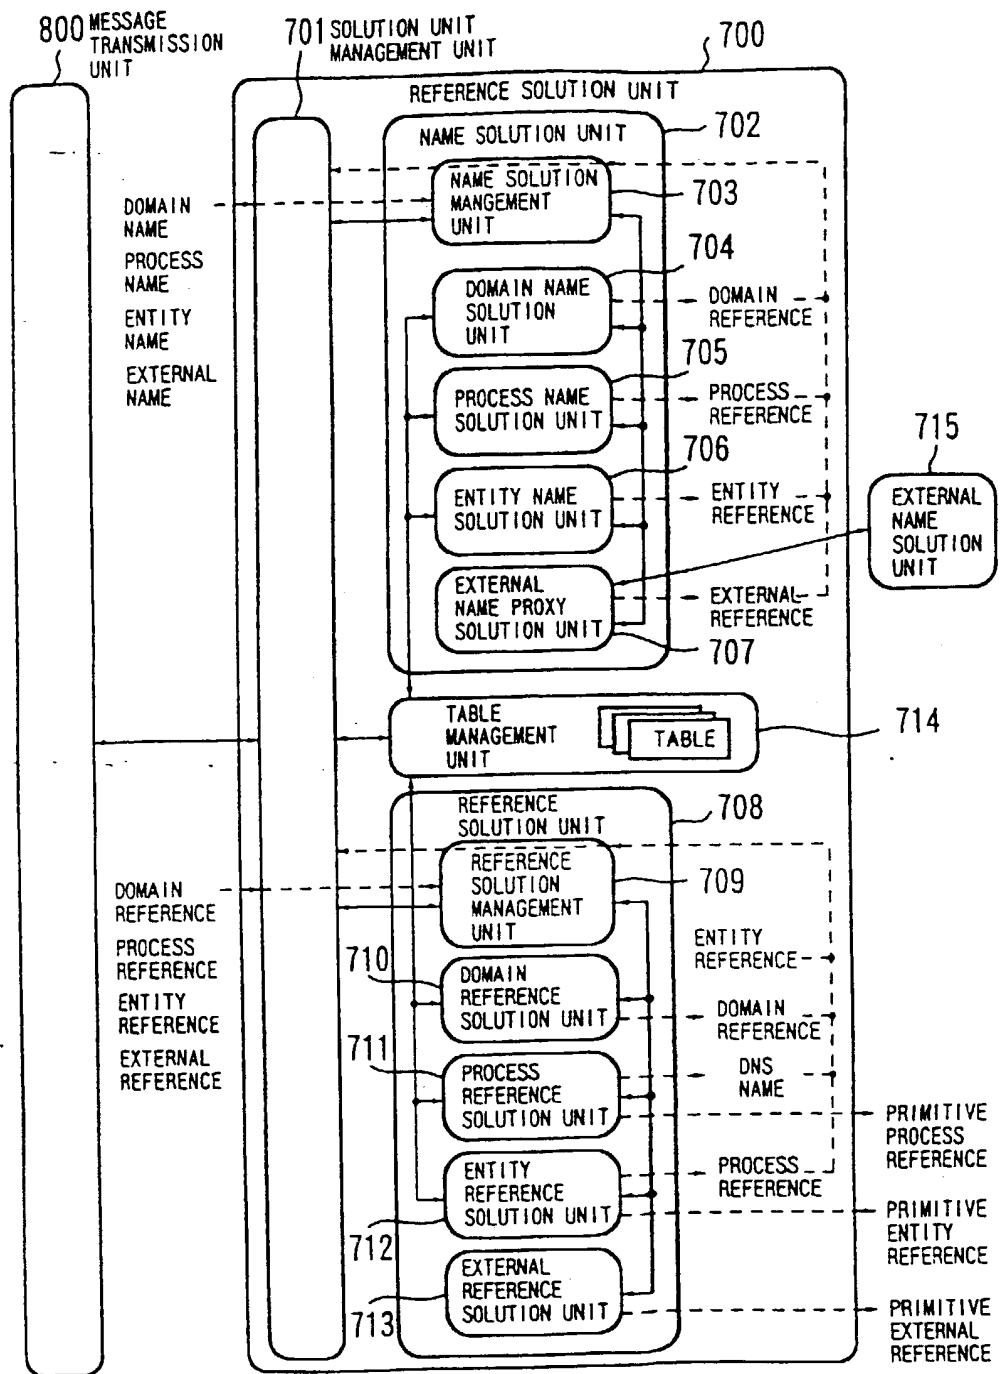 800 MESSAGE
TRANSMISSION
UNIT
701 SOLUTION UNIT
MANAGEMENT UNIT
700
REFERENCE SOLUTION UNIT
NAME SOLUTION UNIT
702
NAME SOLUTION
MANGEMENT
UNIT
703
DOMAIN
NAME
PROCESS
NAME
ENTITY
NAME
EXTERNAL
NAME
704
DOMAIN NAME
SOLUTION
UNIT
DOMAIN
REFERENCE
705
PROCESS NAME
SOLUTION UNIT
PROCESS
REFERENCE
706
ENTITY NAME
SOLUTION UNIT
ENTITY
REFERENCE
715
EXTERNAL
NAME
SOLUTION
UNIT
EXTERNAL
NAME PROXY
SOLUTION UNIT
EXTERNAL
REFERENCE
707
TABLE
MANAGEMENT
UNIT
TABLE
714
REFERENCE
SOLUTION UNIT
708
REFERENCE
SOLUTION
MANAGEMENT
UNIT
709
DOMAIN
REFERENCE
PROCESS
REFERENCE
ENTITY
REFERENCE
EXTERNAL
REFERENCE
ENTITY
REFERENCE
710
DOMAIN
REFERENCE
SOLUTION UNIT
DOMAIN
REFERENCE
711
PROCESS
REFERENCE
SOLUTION UNIT
DNS
NAME
PRIMITIVE
PROCESS
REFERENCE
ENTITY
REFERENCE
SOLUTION UNIT
712
PROCESS
REFERENCE
PRIMITIVE
ENTITY
REFERENCE
EXTERNAL
REFERENCE
SOLUTION UNIT
713
PRIMITIVE
EXTERNAL
REFERENCE